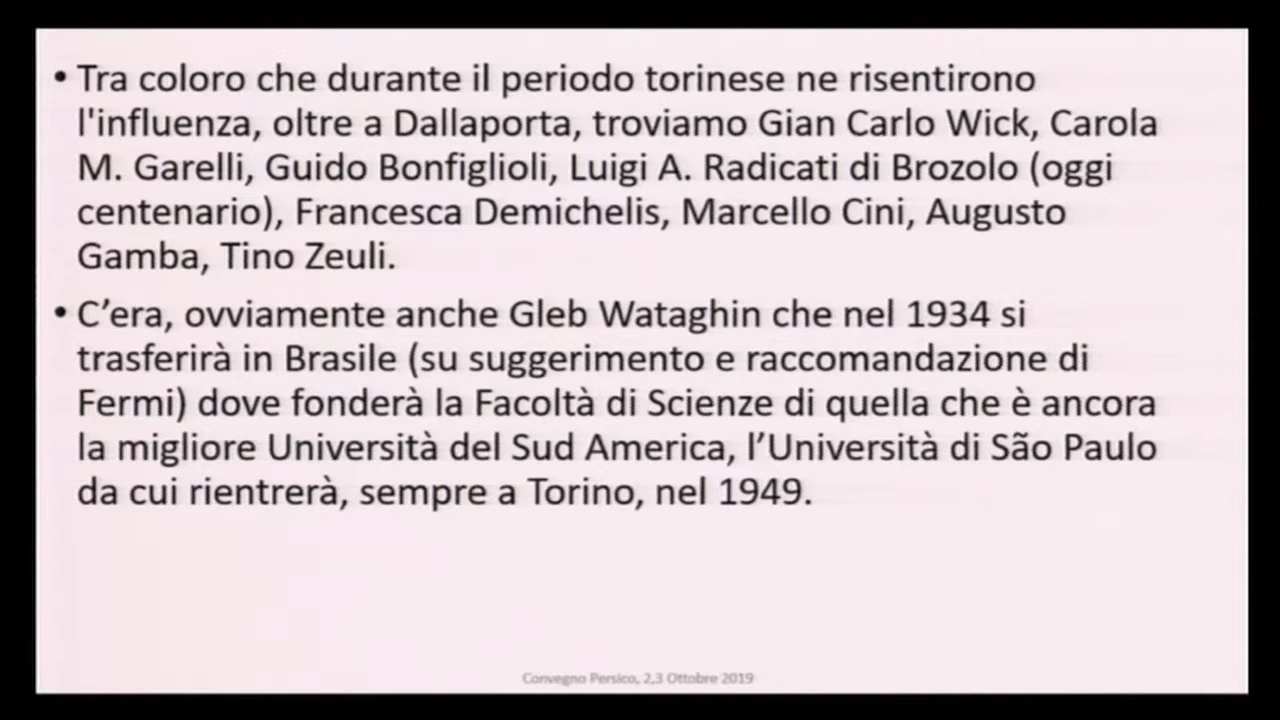 • Tra coloro che durante il periodo torinese ne risentirono
l'influenza, oltre a Dallaporta, troviamo Gian Carlo Wick, Carola
M. Garelli, Guido Bonfiglioli, Luigi A. Radicati di Brozolo (oggi
centenario), Francesca Demichelis, Marcello Cini, Augusto
Gamba, Tino Zeuli.
• C’era, ovviamente anche Gleb Wataghin che nel 1934 si
trasferirà in Brasile (su suggerimento e raccomandazione di
Fermi) dove fonderà la Facoltà di Scienze di quella che è ancora
la migliore Università del Sud America, l’Università di São Paulo
da cui rientrerà, sempre a Torino, nel 1949.
Convegno Persico, 2,3 Ottobre 2019